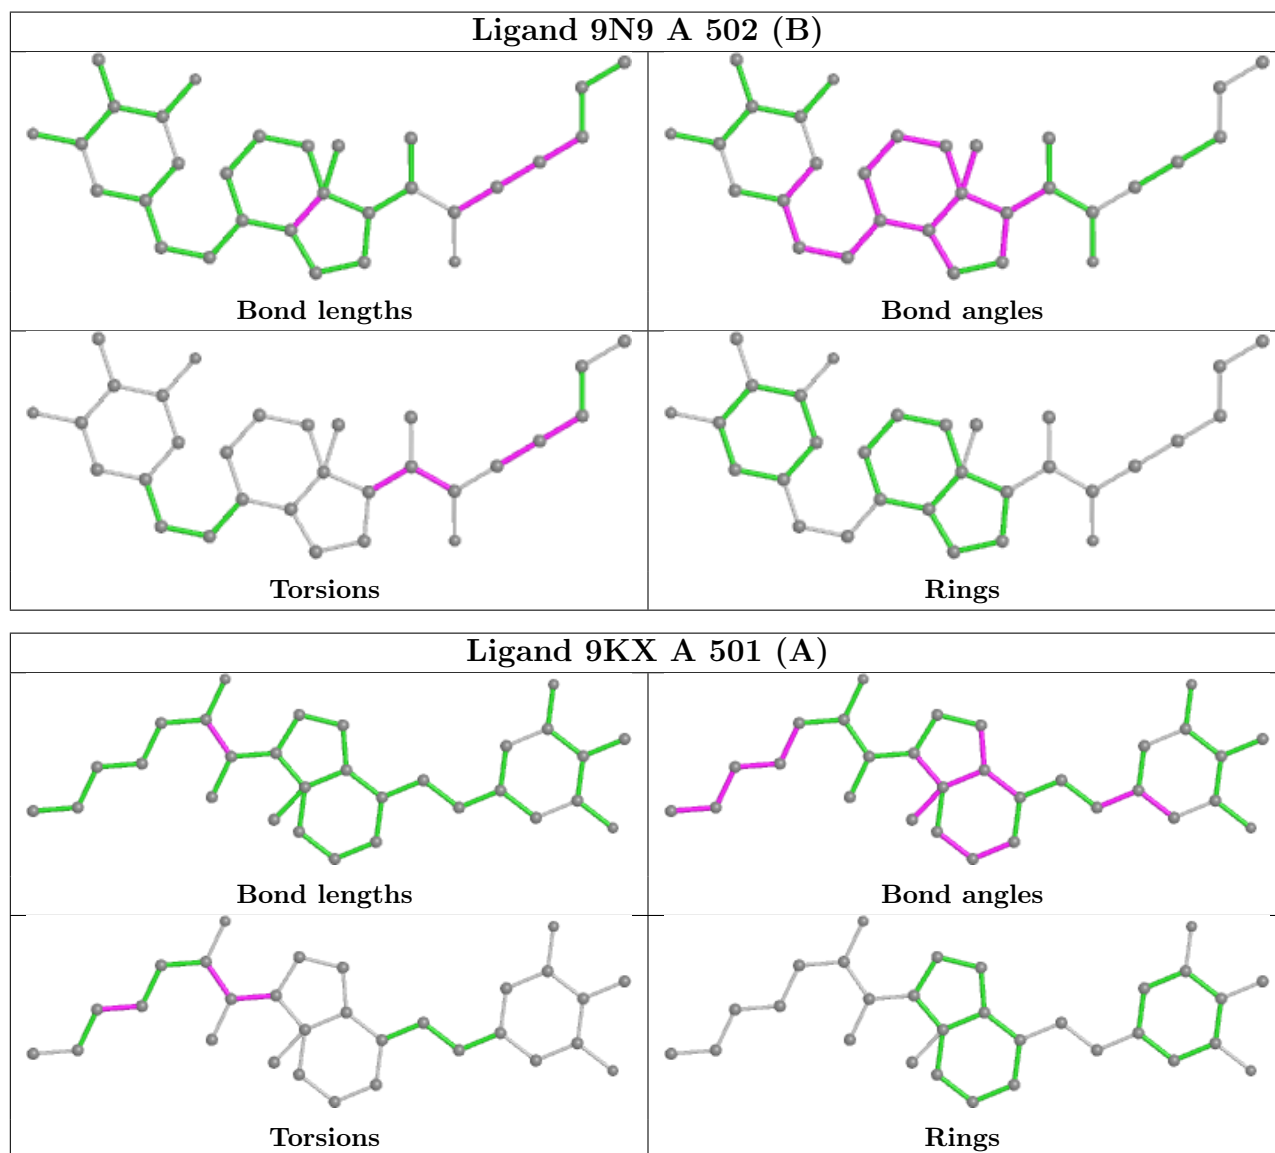 Ligand 9N9 A 502 (B)
Bond lengths
Bond angles
Torsions
Rings
Ligand 9KX A 501 (A)
Bond lengths
Bond angles
Torsions
Rings